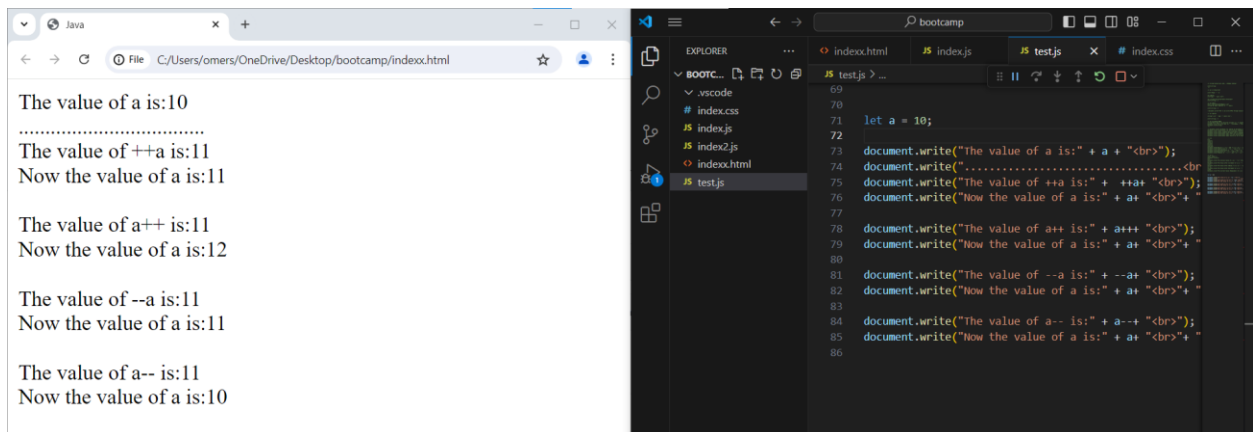 Java
File C:/Users/omers/OneDrive/Desktop/bootcamp/indexx.html
The value of a is:10
...................................
The value of ++a is:11
Now the value of a is:11
The value of a++ is:11
Now the value of a is:12
The value of --a is:11
Now the value of a is:11
The value of a-- is:11
Now the value of a is:10
bootcamp
EXPLORER
BOOTC...
.vscode
# index.css
JS index.js
JS index2.js
<> indexx.html
JS test.js
1
<> indexx.html JS index.js JS test.js # index.css
JS test.js > ...
69
70
71 let a = 10;
72
73 document.write("The value of a is:" + a + "<br>");
74 document.write("...................................<br
75 document.write("The value of ++a is:" +  ++a+ "<br>");
76 document.write("Now the value of a is:" + a+ "<br>"+ "
77
78 document.write("The value of a++ is:" + a+++ "<br>");
79 document.write("Now the value of a is:" + a+ "<br>"+ "
80
81 document.write("The value of --a is:" + --a+ "<br>");
82 document.write("Now the value of a is:" + a+ "<br>"+ "
83
84 document.write("The value of a-- is:" + a--+ "<br>");
85 document.write("Now the value of a is:" + a+ "<br>"+ "
86